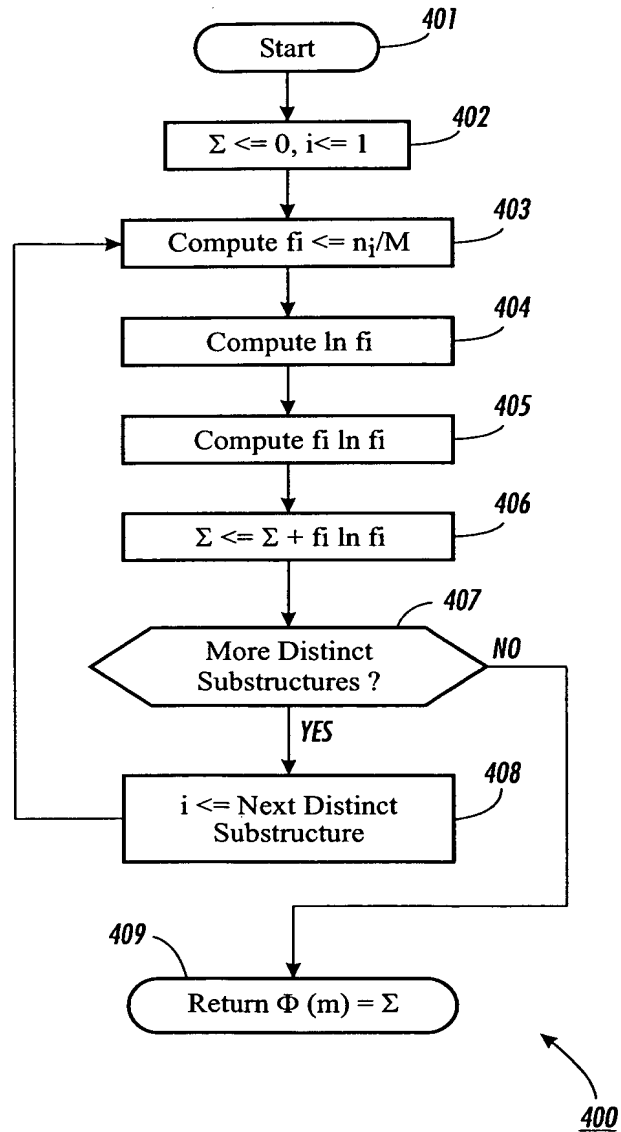 401
Start
402
Σ <= 0, i<= 1
403
Compute fi <= nᵢ/M
404
Compute ln fi
405
Compute fi ln fi
406
Σ <= Σ + fi ln fi
407
More Distinct
Substructures ?
NO
YES
408
i <= Next Distinct
Substructure
409
Return Φ (m) = Σ
400